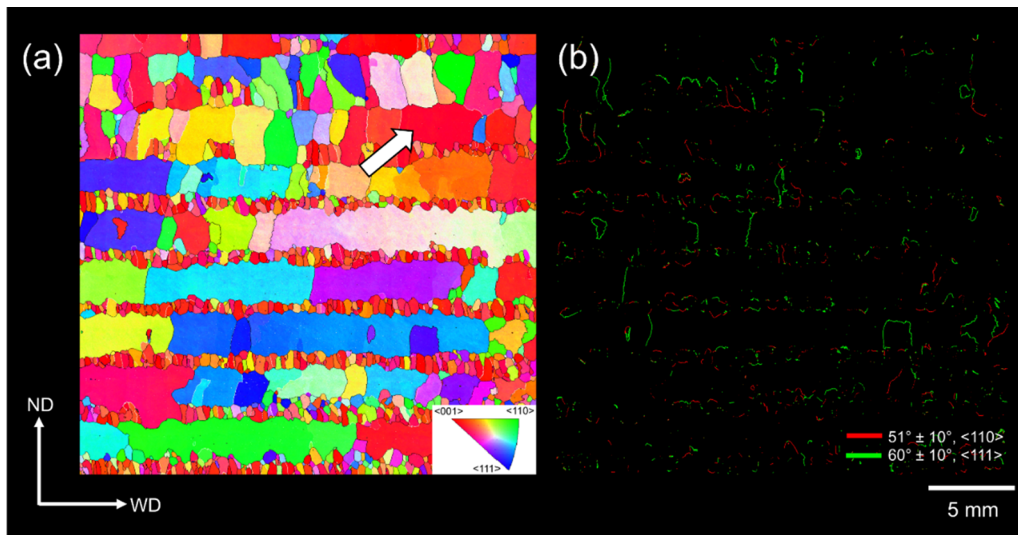 (a)
(b)
<001>
<110>
<111>
ND
WD
51° ± 10°, <110>
60° ± 10°, <111>
5 mm